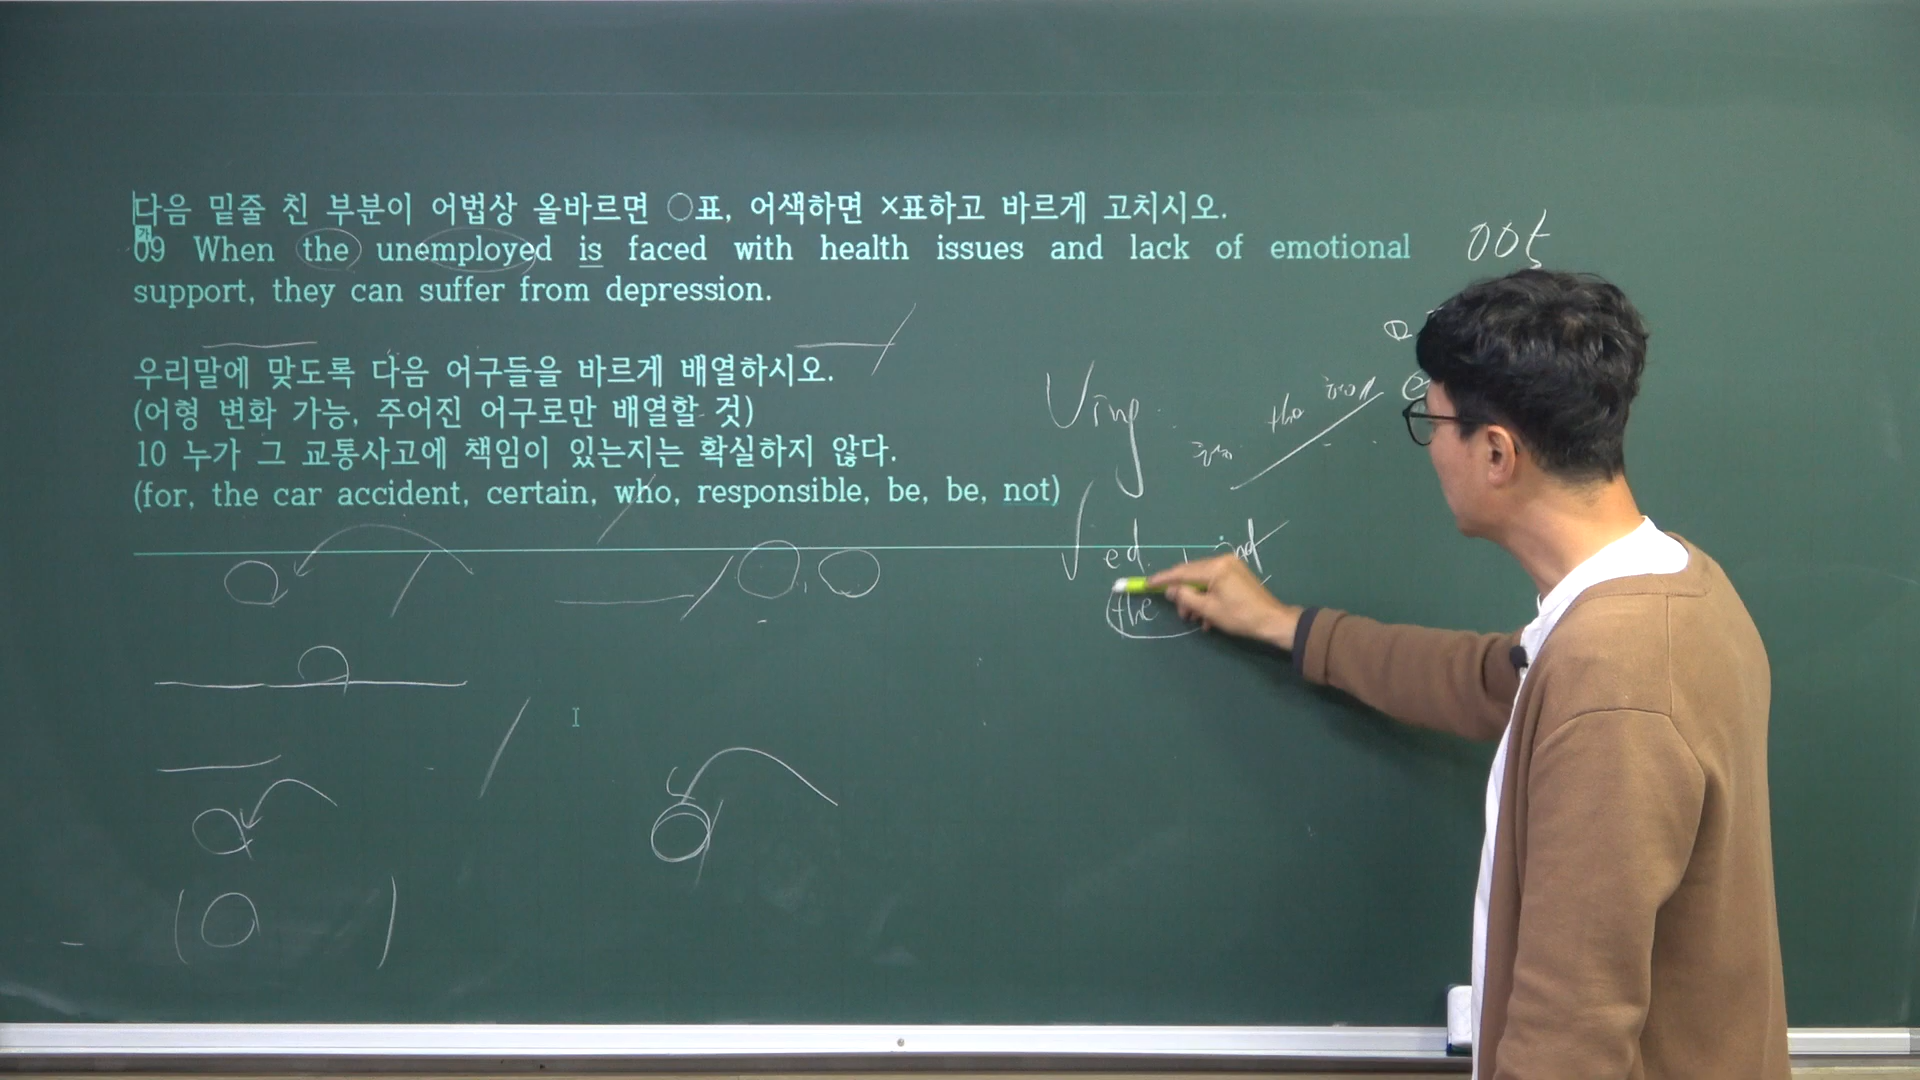 다음 밑줄 친 부분이 어법상 올바르면 ○표, 어색하면 ×표하고 바르게 고치시오.
09 When the unemployed is faced with health issues and lack of emotional
support, they can suffer from depression.
우리말에 맞도록 다음 어구들을 바르게 배열하시오.
(어형 변화 가능, 주어진 어구로만 배열할 것)
10 누가 그 교통사고에 책임이 있는지는 확실하지 않다.
(for, the car accident, certain, who, responsible, be, be, not)
005
Ving
the
ed
the